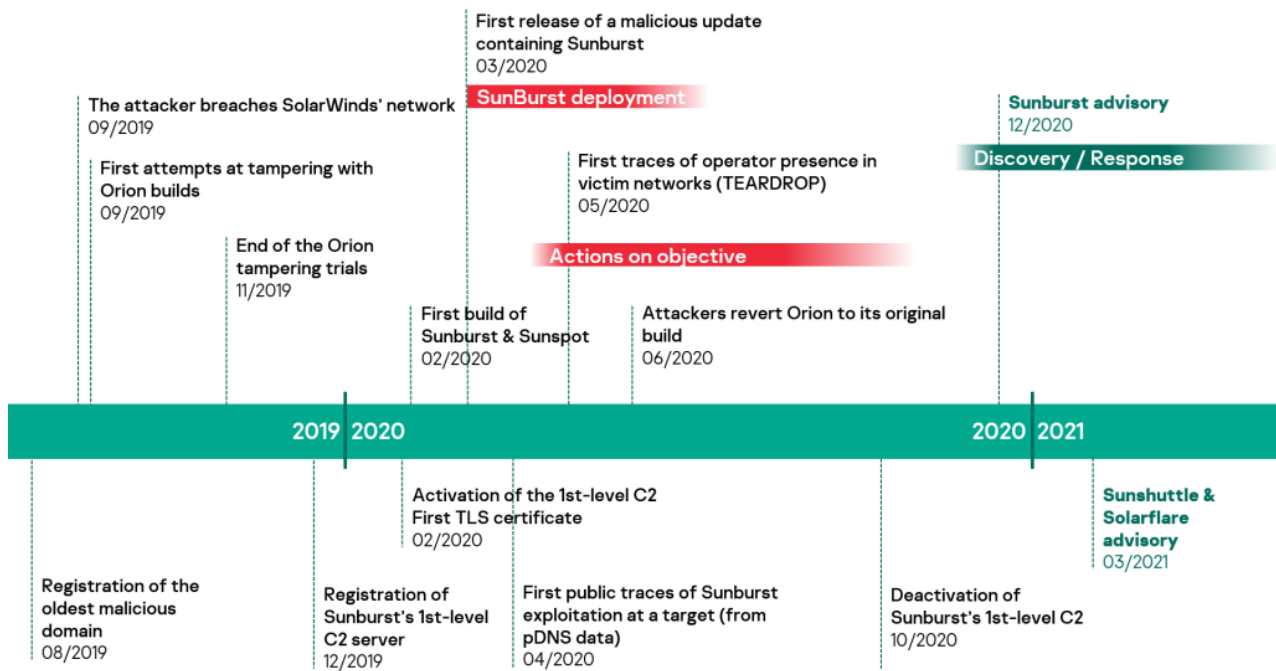 First release of a malicious update
containing Sunburst
03/2020
SunBurst deployment
The attacker breaches SolarWinds' network
09/2019
Sunburst advisory
12/2020
Discovery / Response
First attempts at tampering with
Orion builds
09/2019
First traces of operator presence in
victim networks (TEARDROP)
05/2020
End of the Orion
tampering trials
11/2019
Actions on objective
First build of
Sunburst & Sunspot
02/2020
Attackers revert Orion to its original
build
06/2020
2019 2020
2020 2021
Activation of the 1st-level C2
First TLS certificate
02/2020
Sunshuttle &
Solarflare
advisory
03/2021
Registration of the
oldest malicious
domain
08/2019
Registration of
Sunburst's 1st-level
C2 server
12/2019
First public traces of Sunburst
exploitation at a target (from
pDNS data)
04/2020
Deactivation of
Sunburst's 1st-level C2
10/2020